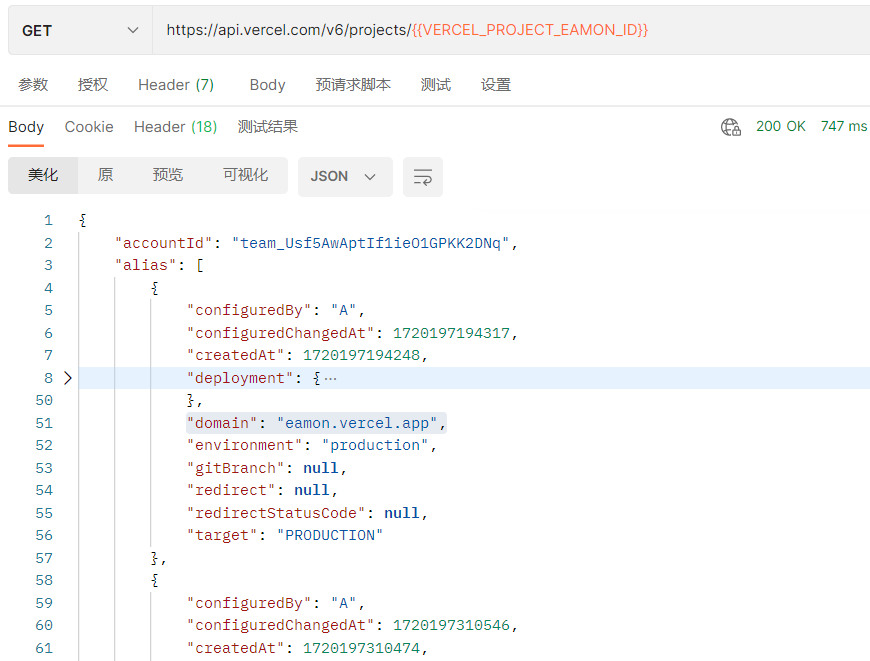 GET https://api.vercel.com/v6/projects/{{VERCEL_PROJECT_EAMON_ID}}
参数 授权 Header (7) Body 预请求脚本 测试 设置
Body Cookie Header (18) 测试结果 200 OK 747 ms
美化 原 预览 可视化 JSON
1 {
2 "accountId": "team_Usf5AwAptIf1ieO1GPKK2DNq",
3 "alias": [
4 {
5 "configuredBy": "A",
6 "configuredChangedAt": 1720197194317,
7 "createdAt": 1720197194248,
8 "deployment": {···
50 },
51 "domain": "eamon.vercel.app",
52 "environment": "production",
53 "gitBranch": null,
54 "redirect": null,
55 "redirectStatusCode": null,
56 "target": "PRODUCTION"
57 },
58 {
59 "configuredBy": "A",
60 "configuredChangedAt": 1720197310546,
61 "createdAt": 1720197310474,